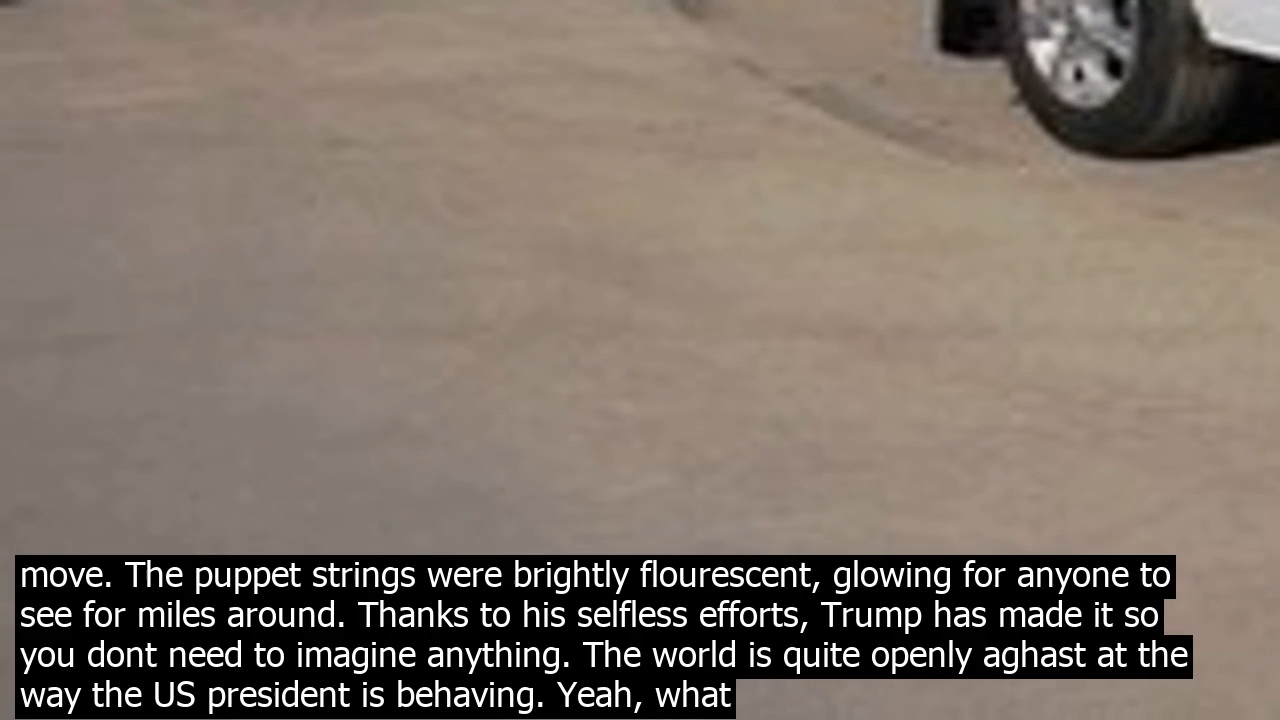 move. The puppet strings were brightly flourescent, glowing for anyone to
see for miles around. Thanks to his selfless efforts, Trump has made it so
you dont need to imagine anything. The world is quite openly aghast at the
way the US president is behaving. Yeah, what